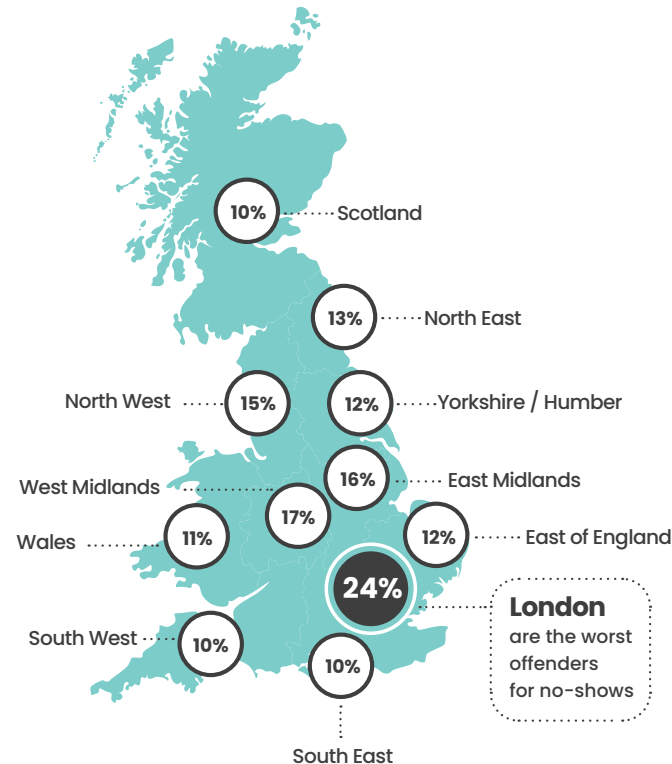 10%
Scotland
13%
North East
North West
15%
12%
Yorkshire / Humber
16%
East Midlands
West Midlands
17%
Wales
11%
12%
East of England
24%
London
are the worst
offenders
for no-shows
South West
10%
10%
South East